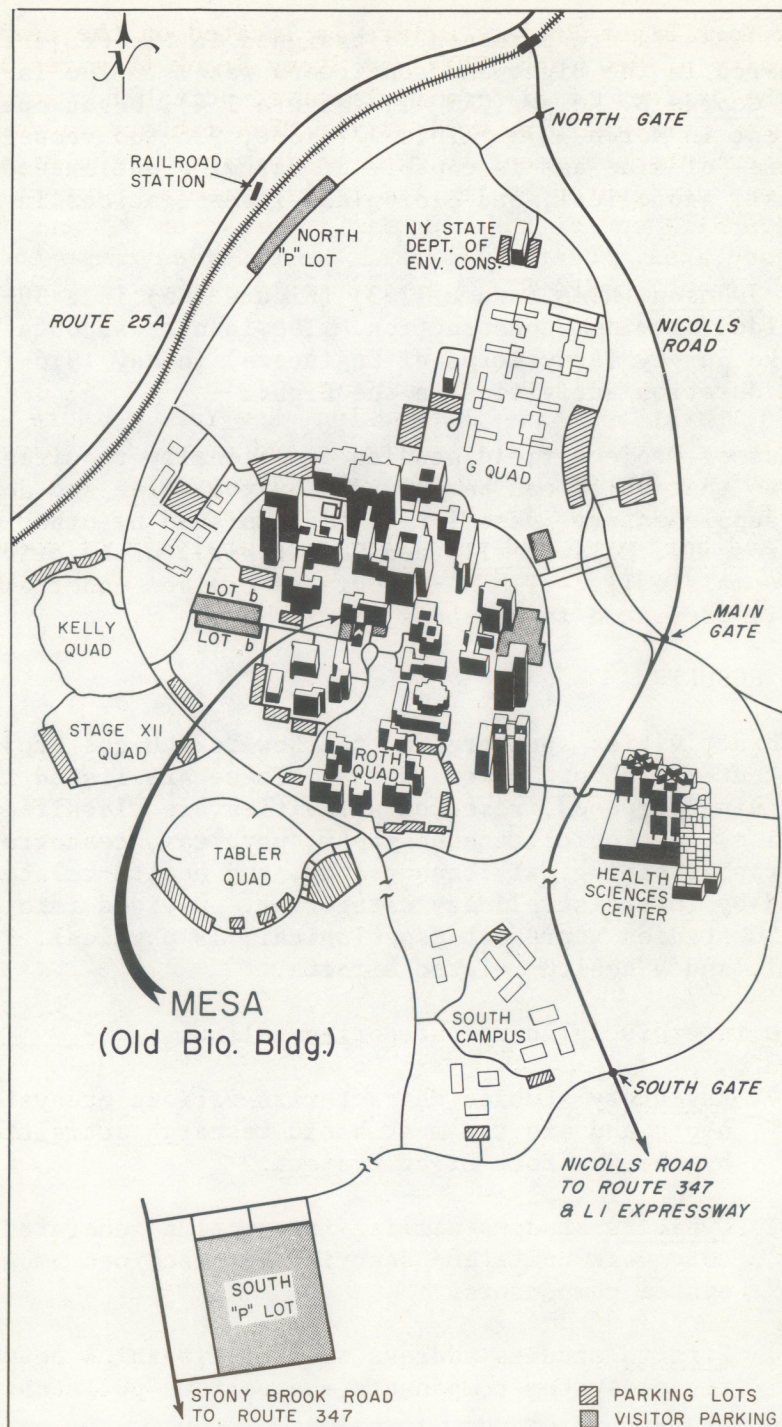 N
NORTH GATE
RAILROAD
STATION
NORTH
"P" LOT
NY STATE
DEPT. OF
ENV. CONS.
ROUTE 25A
NICOLLS
ROAD
G QUAD
LOT b
LOT b
KELLY
QUAD
MAIN
GATE
STAGE XII
QUAD
ROTH
QUAD
TABLER
QUAD
HEALTH
SCIENCES
CENTER
MESA
(Old Bio. Bldg.)
SOUTH
CAMPUS
SOUTH GATE
NICOLLS ROAD
TO ROUTE 347
& LI EXPRESSWAY
SOUTH
"P" LOT
STONY BROOK ROAD
TO ROUTE 347
PARKING LOTS
VISITOR PARKING